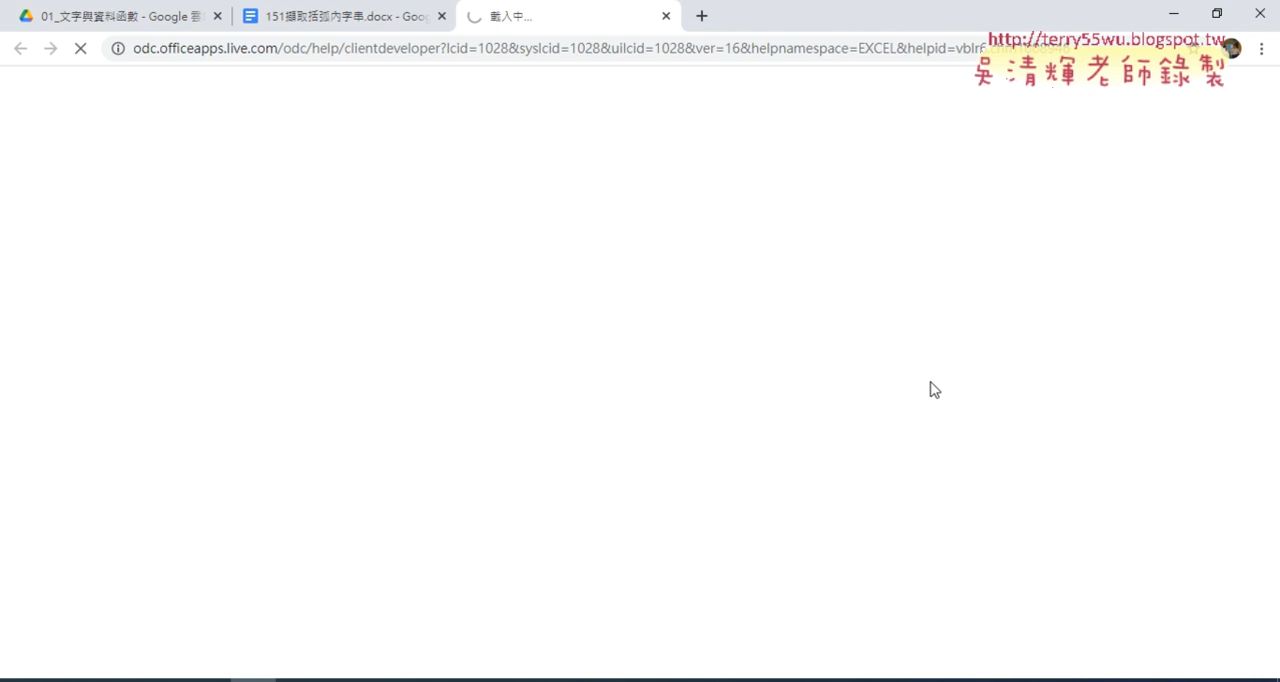 01_文字與資料函數 - Google 雲
151擷取括弧內字串.docx - Goo
載入中...
odc.officeapps.live.com/odc/help/clientdeveloper?lcid=1028&syslcid=1028&uilcid=1028&ver=16&helpnamespace=EXCEL&helpid=vblr6
http://terry55wu.blogspot.tw
吳清輝老師錄製